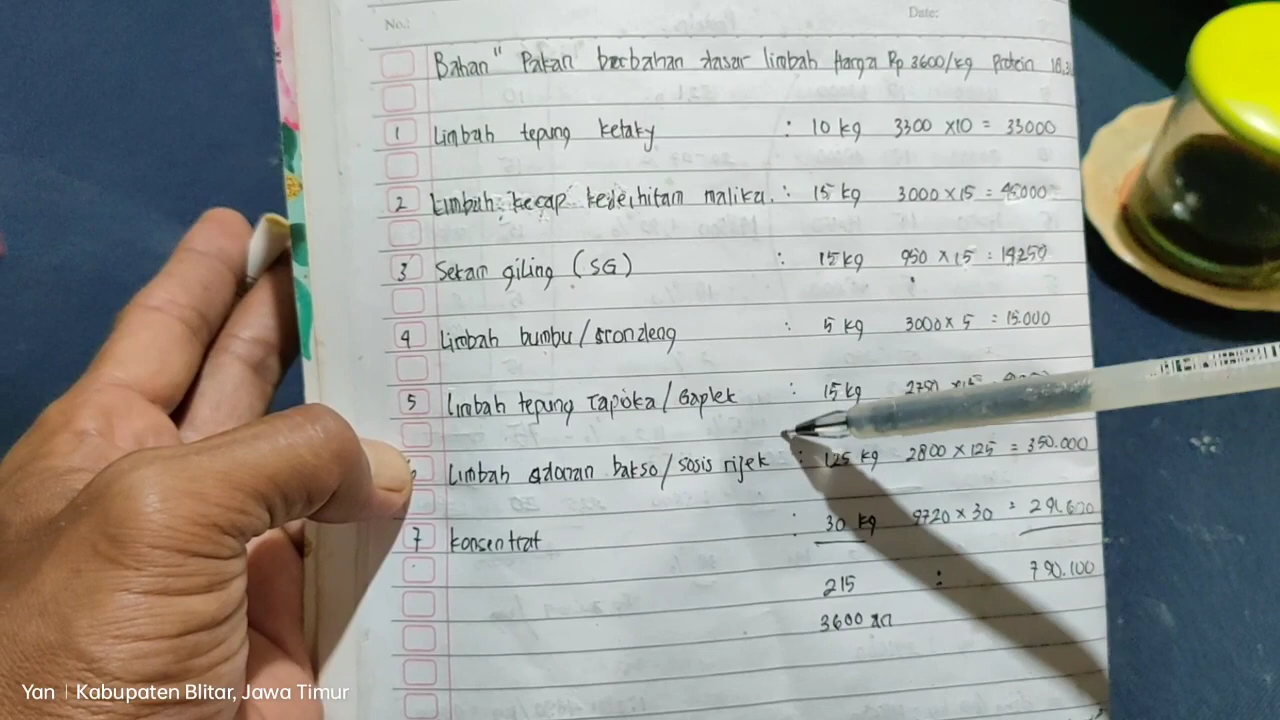 No.: Date:
Bahan" Pakan berbahan dasar limbah Harga Rp 3600/kg Protein 18,3
1 Limbah tepung ketaky : 10 kg 3300 x10 = 33000
2 Limbah kecap kedelhitam malika. : 15 kg 3000 x 15 = 45000
3 Sekam giling (SG) : 15 kg 950 x 15 : 14250
4 Limbah bumbu / : 5 kg 3000 x 5 = 15.000
5 Limbah tepung Tapioka / Gaplek : 15 kg
Limbah adonan bakso / sosis rijek : 125 kg 2800 x 125 = 350.000
7 Konsentrat : 30 kg 9720 x 30 = 291.600
215 : 790.100
3600
Yan | Kabupaten Blitar, Jawa Timur